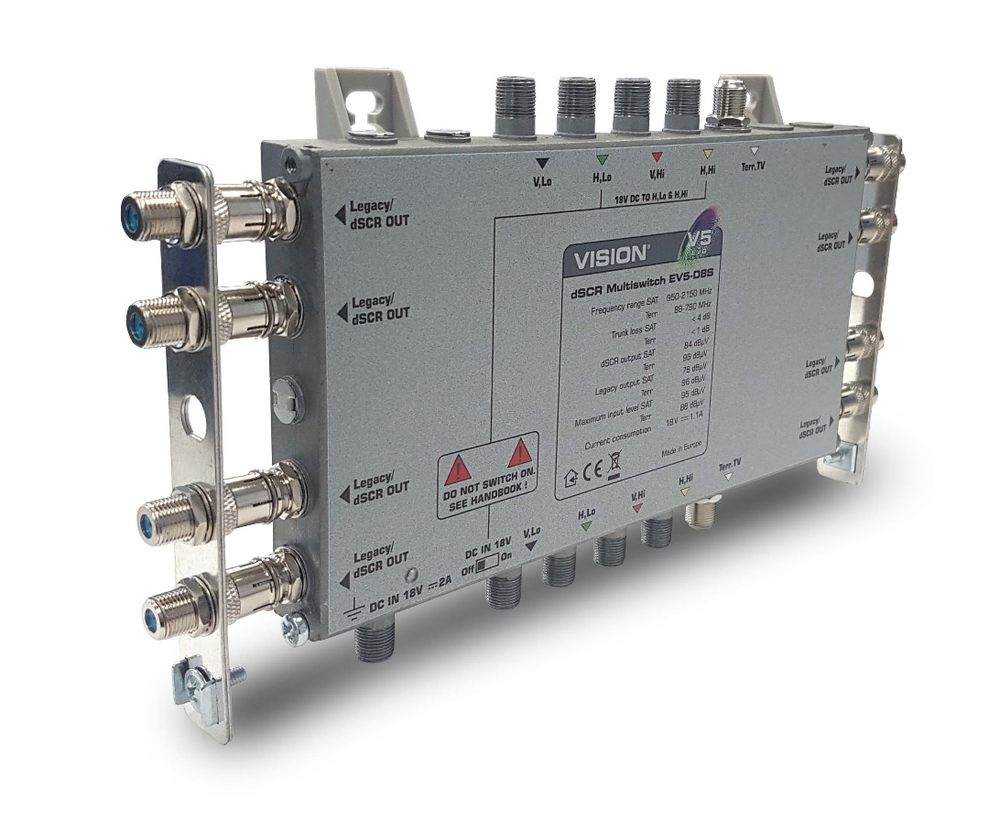 V,Lo
H,Lo
V,Hi
H,Hi
Terr.TV
18V DC TO H,Lo & H,Hi
Legacy/
dSCR OUT
Legacy/
dSCR OUT
Legacy/
dSCR OUT
Legacy/
dSCR OUT
Legacy/
dSCR OUT
Legacy/
dSCR OUT
Legacy/
dSCR OUT
Legacy/
dSCR OUT
VISION
V5
EVO
dSCR Multiswitch EV5-D8S
Frequency range SAT 950-2150 MHz
Terr 88-790 MHz
Trunk loss SAT < 4 dB
Terr < 1 dB
dSCR output SAT 84 dBµV
Terr 96 dBµV
Legacy output SAT 76 dBµV
Terr 96 dBµV
Maximum input level SAT 95 dBµV
Terr 88 dBµV
Current consumption 18V ⎓ 1.1A
CE
Made in Europe
DO NOT SWITCH ON.
SEE HANDBOOK !
DC IN 18V
Off On
DC IN 18V ⎓ 2A
V,Lo
H,Lo
V,Hi
H,Hi
Terr.TV